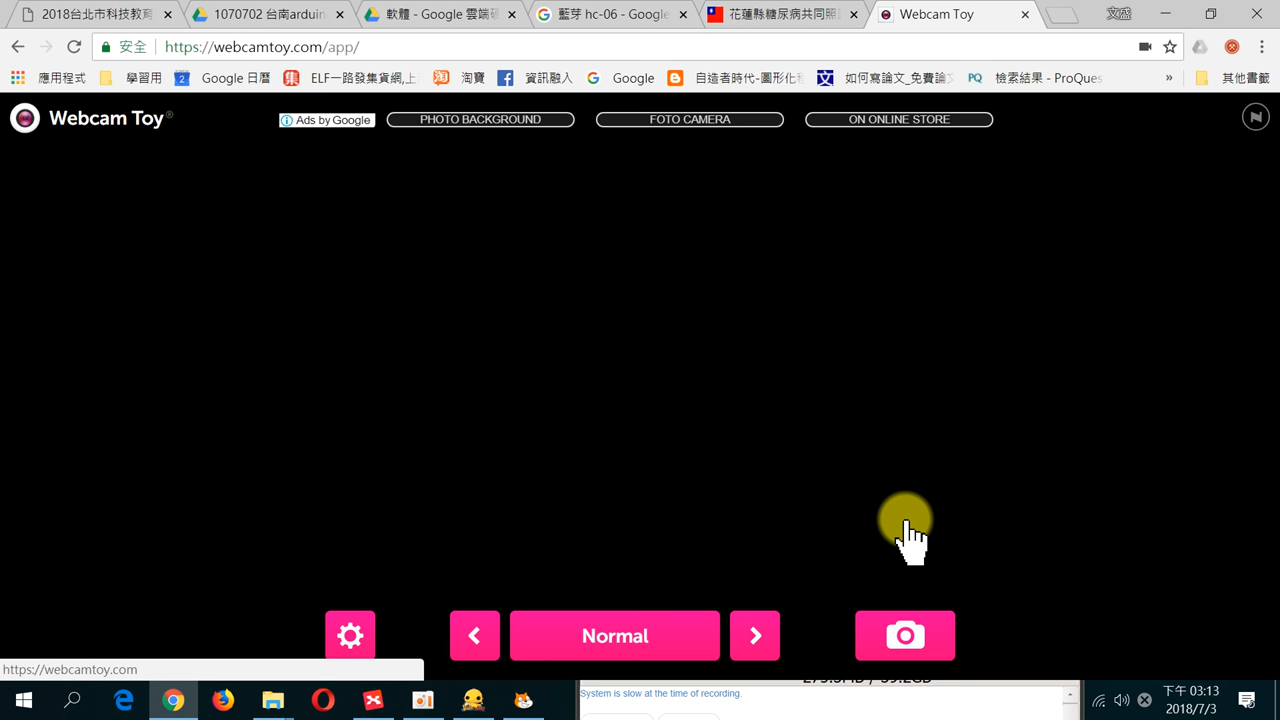 2018台北市科技教育
1070702 台南arduin
軟體 - Google 雲端硬
藍芽 hc-06 - Google
花蓮縣糖尿病共同照
Webcam Toy
文盛
安全
https://webcamtoy.com/app/
應用程式
學習用
Google 日曆
ELF一路發集貨網,上
淘寶
資訊融入
Google
自造者時代-圖形化
如何寫論文_免費論
檢索結果 - ProQues
»
其他書籤
Webcam Toy
Ads by Google
PHOTO BACKGROUND
FOTO CAMERA
ON ONLINE STORE
Normal
https://webcamtoy.com
System is slow at the time of recording.
下午 03:13
2018/7/3